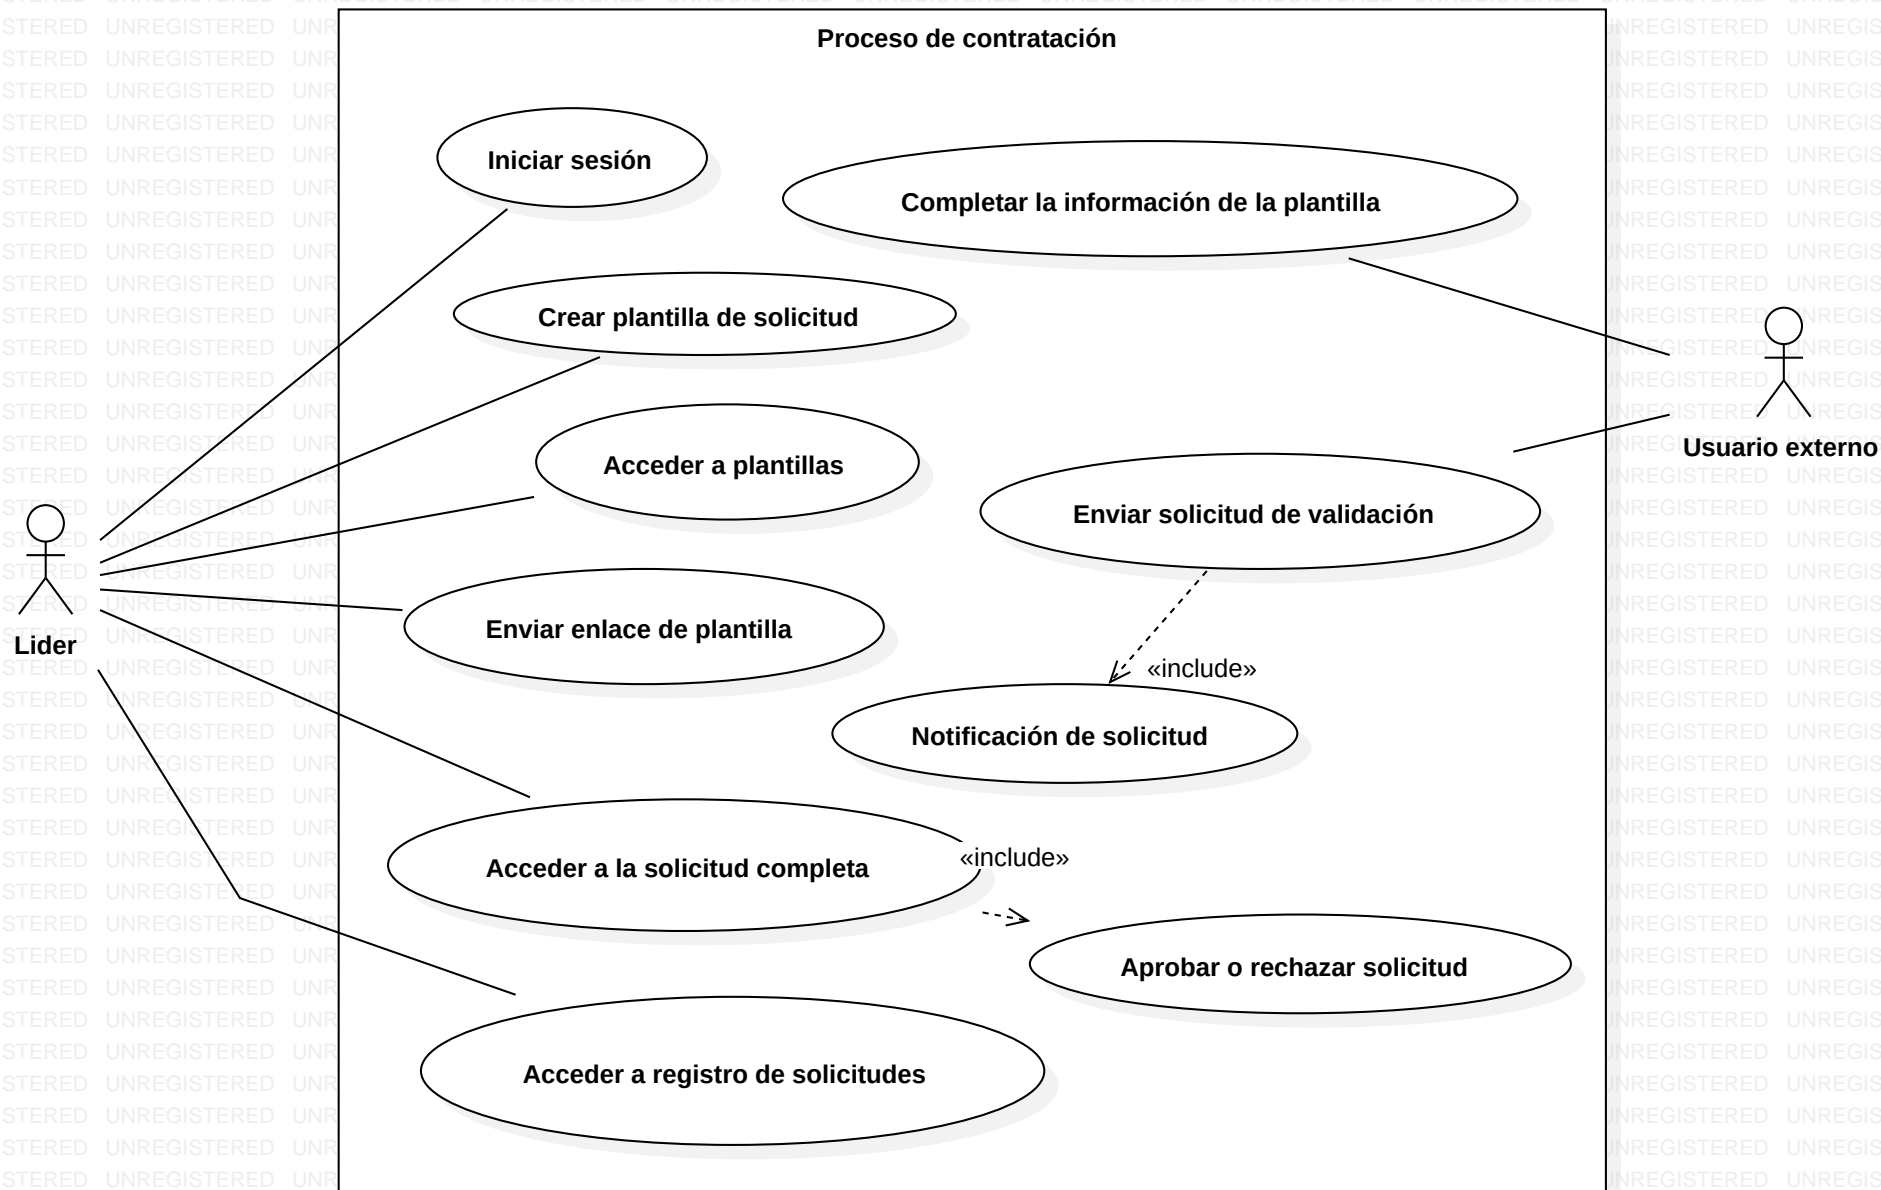 Proceso de contratación
Iniciar sesión
Completar la información de la plantilla
Crear plantilla de solicitud
Acceder a plantillas
Usuario externo
Enviar solicitud de validación
Enviar enlace de plantilla
Lider
«include»
Notificación de solicitud
«include»
Acceder a la solicitud completa
Aprobar o rechazar solicitud
Acceder a registro de solicitudes
UNREGISTERED